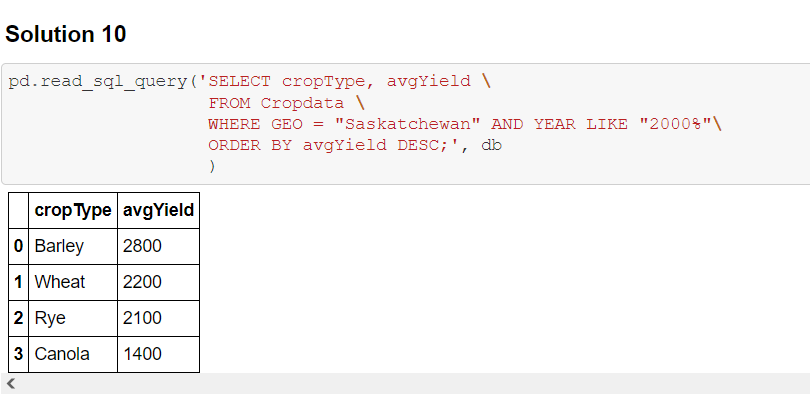 Solution 10
pd.read_sql_query('SELECT cropType, avgYield \
FROM Cropdata \
WHERE GEO = "Saskatchewan" AND YEAR LIKE "2000%"\
ORDER BY avgYield DESC;', db
)
cropType avgYield
0 Barley 2800
1 Wheat 2200
2 Rye 2100
3 Canola 1400